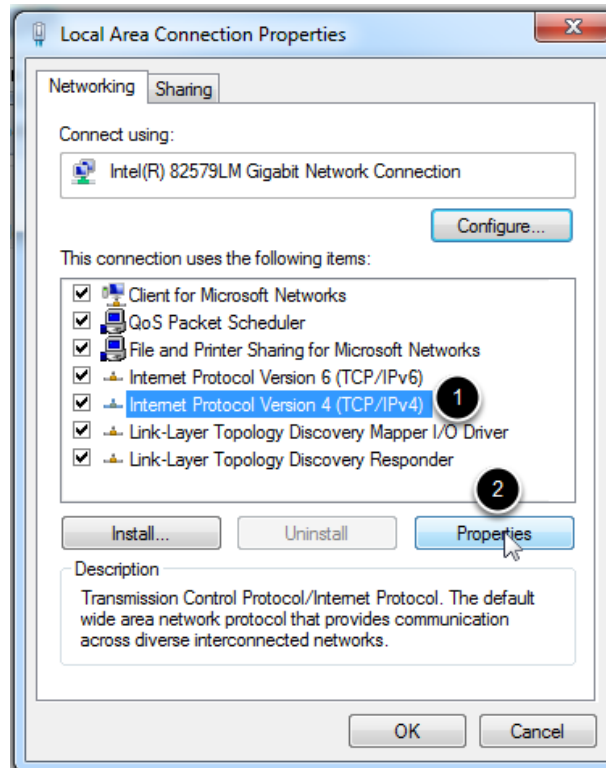 Local Area Connection Properties
Networking
Sharing
Connect using:
Intel(R) 82579LM Gigabit Network Connection
Configure...
This connection uses the following items:
Client for Microsoft Networks
QoS Packet Scheduler
File and Printer Sharing for Microsoft Networks
Internet Protocol Version 6 (TCP/IPv6)
Internet Protocol Version 4 (TCP/IPv4)
1
Link-Layer Topology Discovery Mapper I/O Driver
Link-Layer Topology Discovery Responder
2
Install...
Uninstall
Properties
Description
Transmission Control Protocol/Internet Protocol. The default
wide area network protocol that provides communication
across diverse interconnected networks.
OK
Cancel